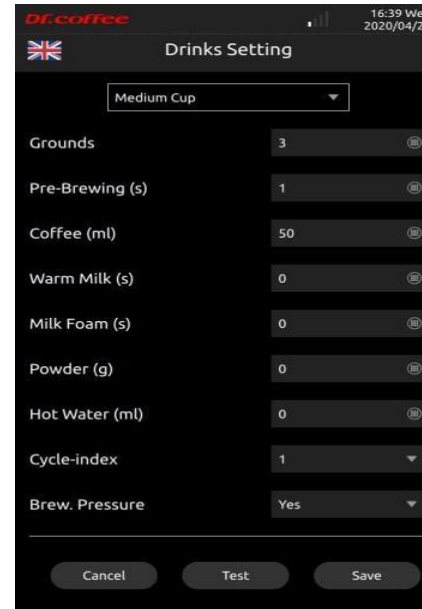 Dr.coffee
16:39 We
2020/04/2
Drinks Setting
Medium Cup
Grounds 3
Pre-Brewing (s) 1
Coffee (ml) 50
Warm Milk (s) 0
Milk Foam (s) 0
Powder (g) 0
Hot Water (ml) 0
Cycle-index 1
Brew. Pressure Yes
Cancel Test Save